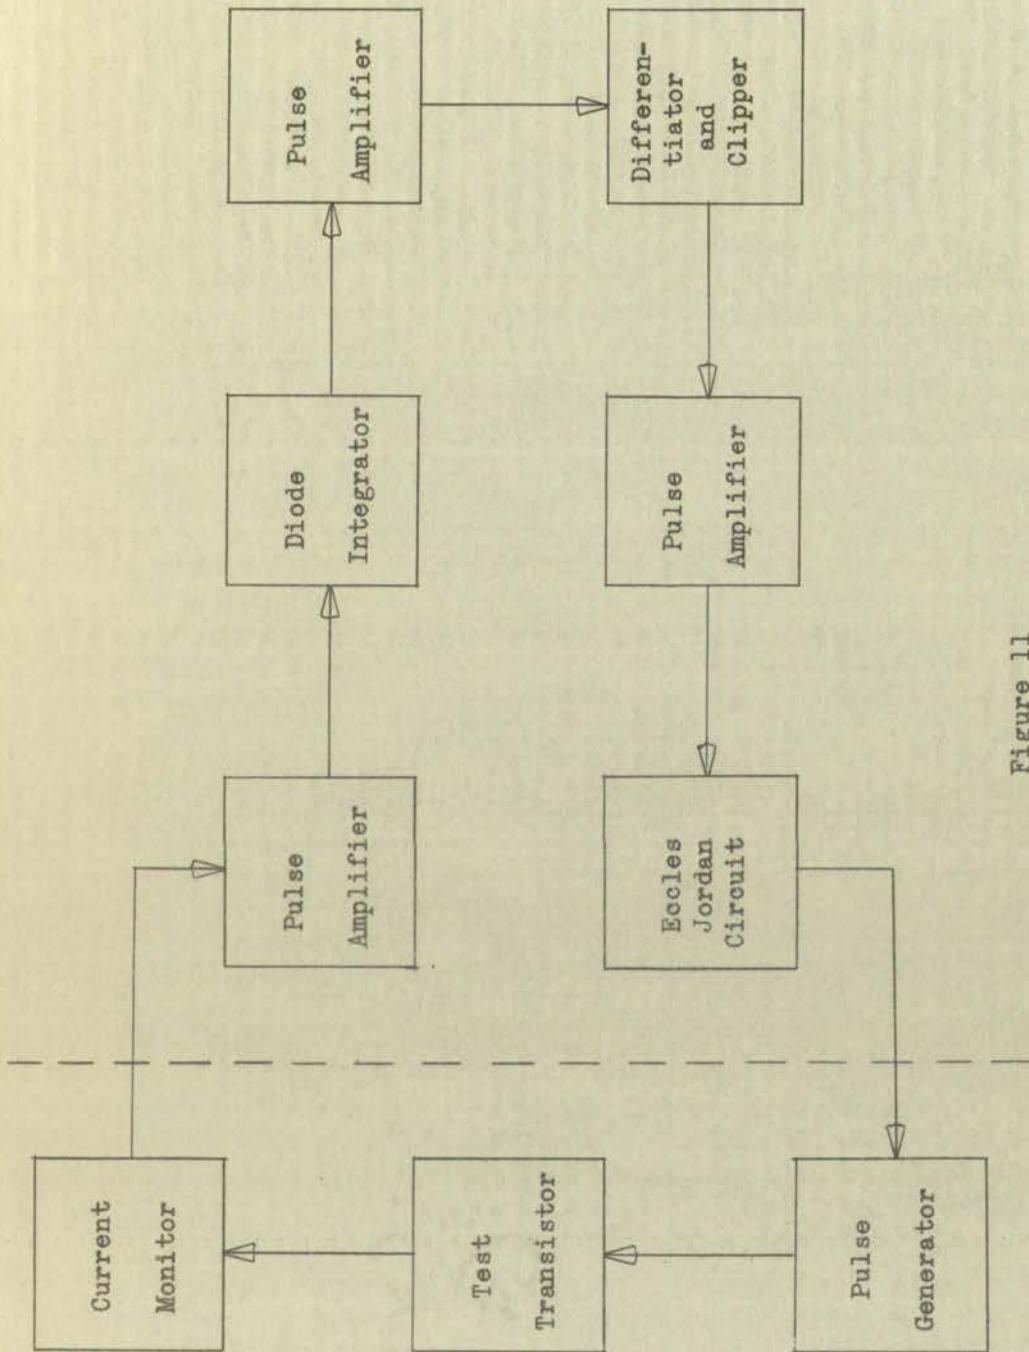 Current
Monitor
Test
Transistor
Pulse
Generator
Pulse
Amplifier
Diode
Integrator
Pulse
Amplifier
Differen-
tiator
and
Clipper
Pulse
Amplifier
Eccles
Jordan
Circuit
Figure 11